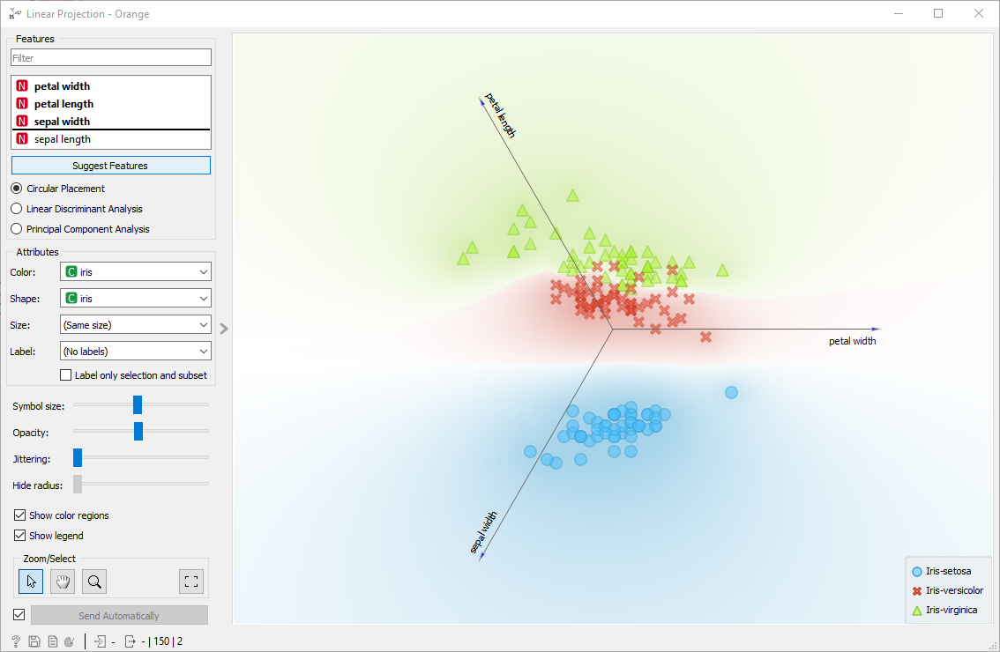 Linear Projection - Orange
Features
Filter
N petal width
N petal length
N sepal width
N sepal length
Suggest Features
Circular Placement
Linear Discriminant Analysis
Principal Component Analysis
Attributes
Color: C iris
Shape: C iris
Size: (Same size)
Label: (No labels)
Label only selection and subset
Symbol size:
Opacity:
Jittering:
Hide radius:
Show color regions
Show legend
Zoom/Select
Send Automatically
? - - | 150 | 2
petal length
petal width
sepal width
Iris-setosa
Iris-versicolor
Iris-virginica